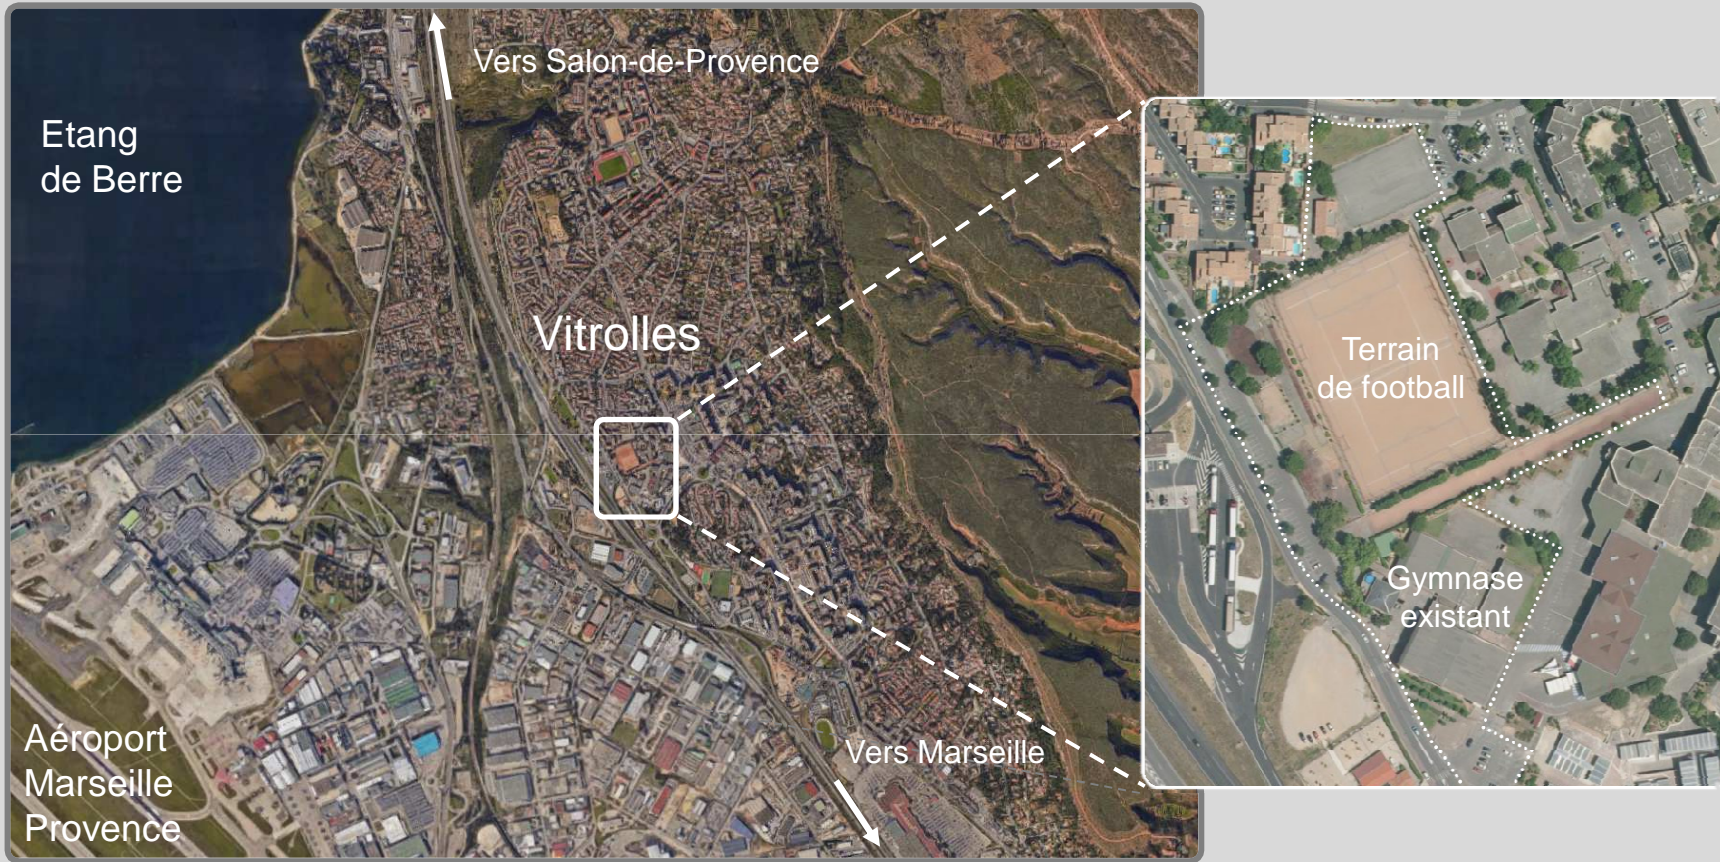 Vers Salon-de-Provence
Etang
de Berre
Vitrolles
Terrain
de football
Gymnase
existant
Aéroport
Marseille
Provence
Vers Marseille